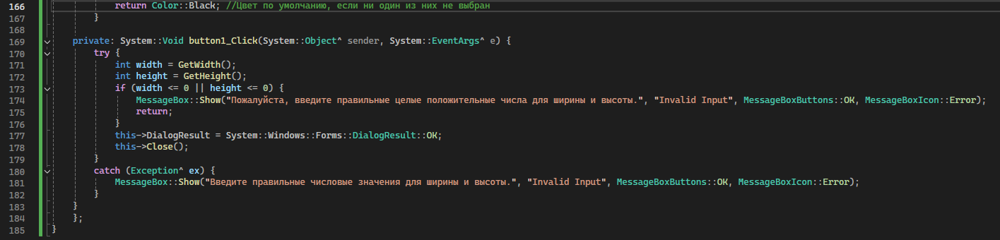 166 return Color::Black; //Цвет по умолчанию, если ни один из них не выбран
167 }
168
169 private: System::Void button1_Click(System::Object^ sender, System::EventArgs^ e) {
170 try {
171 int width = GetWidth();
172 int height = GetHeight();
173 if (width <= 0 || height <= 0) {
174 MessageBox::Show("Пожалуйста, введите правильные целые положительные числа для ширины и высоты.", "Invalid Input", MessageBoxButtons::OK, MessageBoxIcon::Error);
175 return;
176 }
177 this->DialogResult = System::Windows::Forms::DialogResult::OK;
178 this->Close();
179 }
180 catch (Exception^ ex) {
181 MessageBox::Show("Введите правильные числовые значения для ширины и высоты.", "Invalid Input", MessageBoxButtons::OK, MessageBoxIcon::Error);
182 }
183 }
184 };
185 }